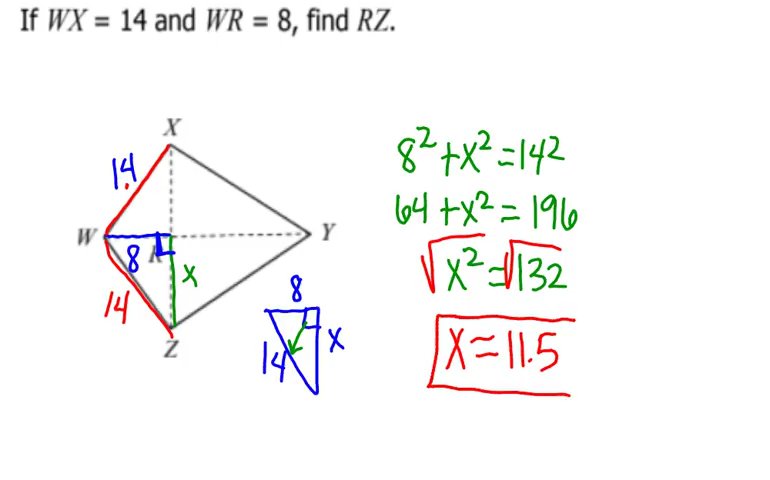 If WX = 14 and WR = 8, find RZ.
X
14
8² + x² = 14²
64 + x² = 196
W
R
Y
8
x
√x² = √132
14
8
x
14
Z
x ≈ 11.5